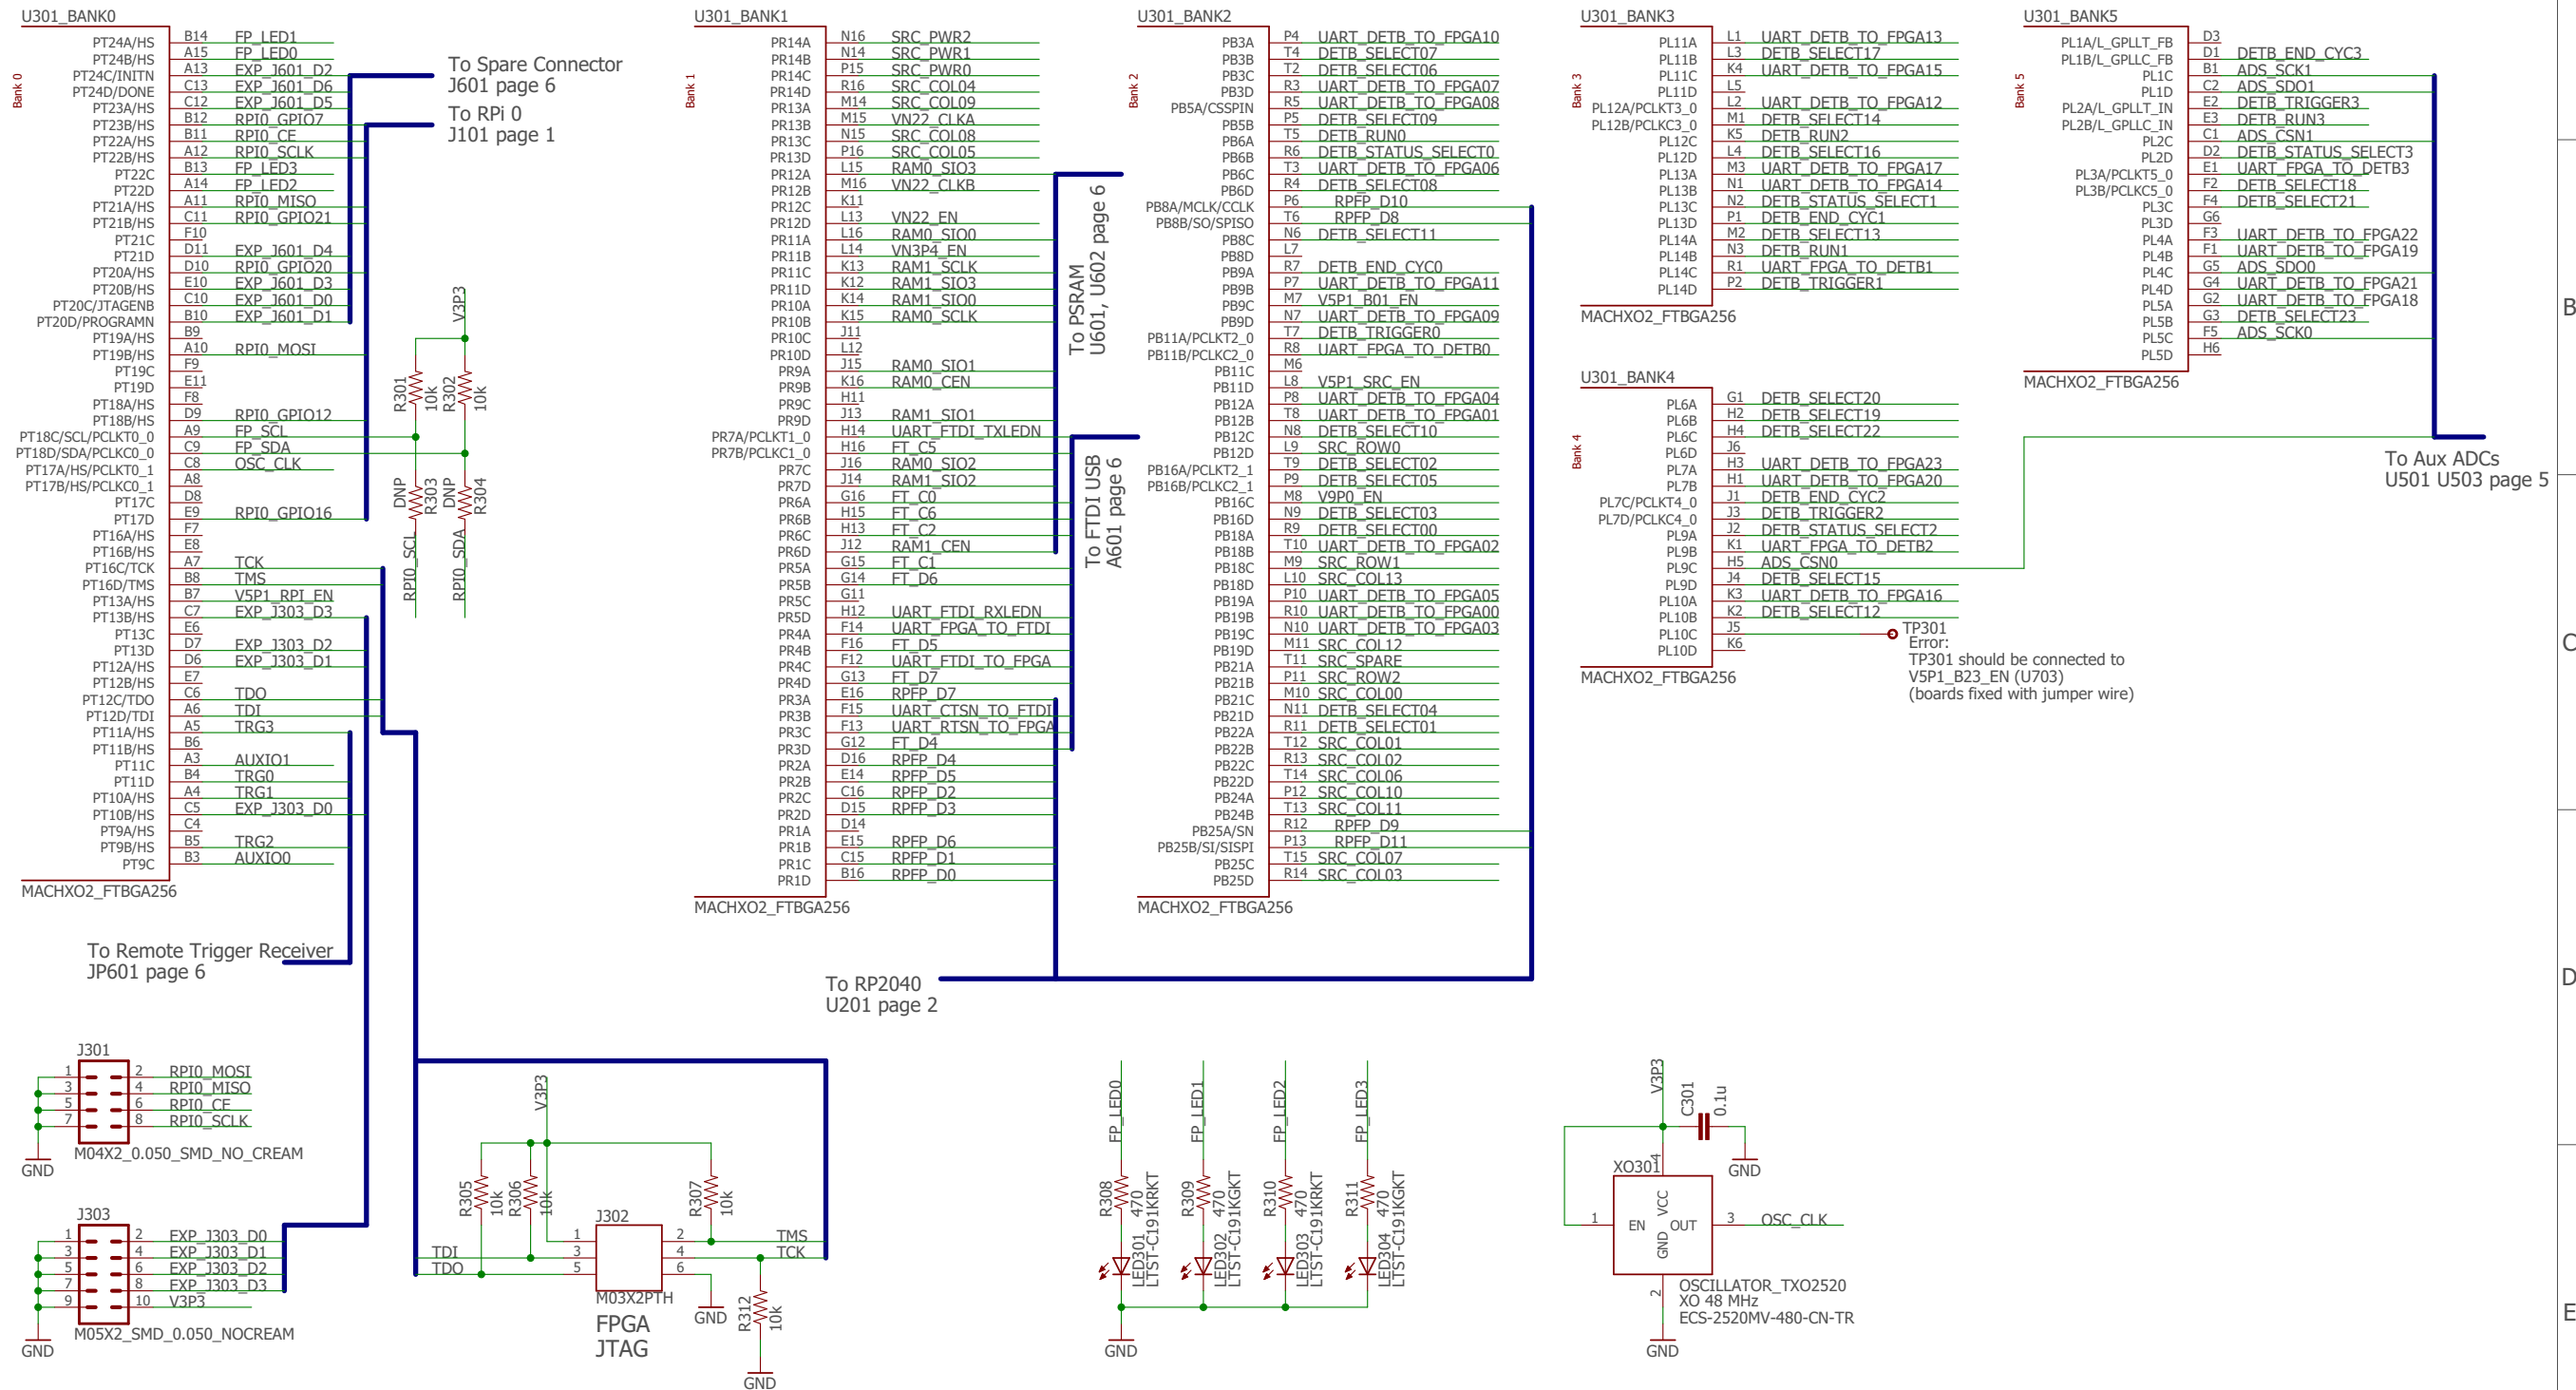 U301_BANK0
Bank 0
PT24A/HS B14 FP_LED1
PT24B/HS A15 FP_LED0
PT24C/INITN A13 EXP_J601_D2
PT24D/DONE C13 EXP_J601_D6
PT23A/HS C12 EXP_J601_D5
PT23B/HS B12 RPI0_GPIO7
PT22A/HS B11 RPI0_CE
PT22B/HS A12 RPI0_SCLK
PT22C B13 FP_LED3
PT22D A14 FP_LED2
PT21A/HS A11 RPI0_MISO
PT21B/HS C11 RPI0_GPIO21
PT21C F10
PT21D D11 EXP_J601_D4
PT20A/HS D10 RPI0_GPIO20
PT20B/HS E10 EXP_J601_D3
PT20C/JTAGENB C10 EXP_J601_D0
PT20D/PROGRAMN B10 EXP_J601_D1
PT19A/HS B9
PT19B/HS A10 RPI0_MOSI
PT19C F9
PT19D E11
PT18A/HS F8
PT18B/HS D9 RPI0_GPIO12
PT18C/SCL/PCLKT0_0 A9 FP_SCL
PT18D/SDA/PCLKC0_0 C9 FP_SDA
PT17A/HS/PCLKT0_1 C8 OSC_CLK
PT17B/HS/PCLKC0_1 A8
PT17C D8
PT17D E9 RPI0_GPIO16
PT16A/HS F7
PT16B/HS E8
PT16C/TCK A7 TCK
PT16D/TMS B8 TMS
PT13A/HS B7 V5P1_RPI_EN
PT13B/HS C7 EXP_J303_D3
PT13C E6
PT13D D7 EXP_J303_D2
PT12A/HS D6 EXP_J303_D1
PT12B/HS E7
PT12C/TDO C6 TDO
PT12D/TDI A6 TDI
PT11A/HS A5 TRG3
PT11B/HS B6
PT11C A3 AUXIO1
PT11D B4 TRG0
PT10A/HS A4 TRG1
PT10B/HS C5 EXP_J303_D0
PT9A/HS C4
PT9B/HS B5 TRG2
PT9C B3 AUXIO0
MACHXO2_FTBGA256
To Spare Connector
J601 page 6
To RPi 0
J101 page 1
V3P3
R301
10k
R302
10k
DNP
R303
DNP
R304
RPI0_SCL
RPI0_SDA
To Remote Trigger Receiver
JP601 page 6
U301_BANK1
Bank 1
PR14A N16 SRC_PWR2
PR14B N14 SRC_PWR1
PR14C P15 SRC_PWR0
PR14D R16 SRC_COL04
PR13A M14 SRC_COL09
PR13B M15 VN22_CLKA
PR13C N15 SRC_COL08
PR13D P16 SRC_COL05
PR12A L15 RAM0_SIO3
PR12B M16 VN22_CLKB
PR12C K11
PR12D L13 VN22_EN
PR11A L16 RAM0_SIO0
PR11B L14 VN3P4_EN
PR11C K13 RAM1_SCLK
PR11D K12 RAM1_SIO3
PR10A K14 RAM1_SIO0
PR10B K15 RAM0_SCLK
PR10C J11
PR10D L12
PR9A J15 RAM0_SIO1
PR9B K16 RAM0_CEN
PR9C H11
PR9D J13 RAM1_SIO1
PR7A/PCLKT1_0 H14 UART_FTDI_TXLEDN
PR7B/PCLKC1_0 H16 FT_C5
PR7C J16 RAM0_SIO2
PR7D J14 RAM1_SIO2
PR6A G16 FT_C0
PR6B H15 FT_C6
PR6C H13 FT_C2
PR6D J12 RAM1_CEN
PR5A G15 FT_C1
PR5B G14 FT_D6
PR5C G11
PR5D H12 UART_FTDI_RXLEDN
PR4A F14 UART_FPGA_TO_FTDI
PR4B F16 FT_D5
PR4C F12 UART_FTDI_TO_FPGA
PR4D G13 FT_D7
PR3A E16 RPFP_D7
PR3B F15 UART_CTSN_TO_FTDI
PR3C F13 UART_RTSN_TO_FPGA
PR3D G12 FT_D4
PR2A D16 RPFP_D4
PR2B E14 RPFP_D5
PR2C C16 RPFP_D2
PR2D D15 RPFP_D3
PR1A D14
PR1B E15 RPFP_D6
PR1C C15 RPFP_D1
PR1D B16 RPFP_D0
MACHXO2_FTBGA256
To PSRAM
U601, U602 page 6
To FTDI USB
A601 page 6
To RP2040
U201 page 2
U301_BANK2
Bank 2
PB3A P4 UART_DETB_TO_FPGA10
PB3B T4 DETB_SELECT07
PB3C T2 DETB_SELECT06
PB3D R3 UART_DETB_TO_FPGA07
PB5A/CSSPIN R5 UART_DETB_TO_FPGA08
PB5B P5 DETB_SELECT09
PB6A T5 DETB_RUN0
PB6B R6 DETB_STATUS_SELECT0
PB6C T3 UART_DETB_TO_FPGA06
PB6D R4 DETB_SELECT08
PB8A/MCLK/CCLK P6 RPFP_D10
PB8B/SO/SPISO T6 RPFP_D8
PB8C N6 DETB_SELECT11
PB8D L7
PB9A R7 DETB_END_CYC0
PB9B P7 UART_DETB_TO_FPGA11
PB9C M7 V5P1_B01_EN
PB9D N7 UART_DETB_TO_FPGA09
PB11A/PCLKT2_0 T7 DETB_TRIGGER0
PB11B/PCLKC2_0 R8 UART_FPGA_TO_DETB0
PB11C M6
PB11D L8 V5P1_SRC_EN
PB12A P8 UART_DETB_TO_FPGA04
PB12B T8 UART_DETB_TO_FPGA01
PB12C N8 DETB_SELECT10
PB12D L9 SRC_ROW0
PB16A/PCLKT2_1 T9 DETB_SELECT02
PB16B/PCLKC2_1 P9 DETB_SELECT05
PB16C M8 V9P0_EN
PB16D N9 DETB_SELECT03
PB18A R9 DETB_SELECT00
PB18B T10 UART_DETB_TO_FPGA02
PB18C M9 SRC_ROW1
PB18D L10 SRC_COL13
PB19A P10 UART_DETB_TO_FPGA05
PB19B R10 UART_DETB_TO_FPGA00
PB19C N10 UART_DETB_TO_FPGA03
PB19D M11 SRC_COL12
PB21A T11 SRC_SPARE
PB21B P11 SRC_ROW2
PB21C M10 SRC_COL00
PB21D N11 DETB_SELECT04
PB22A R11 DETB_SELECT01
PB22B T12 SRC_COL01
PB22C R13 SRC_COL02
PB22D T14 SRC_COL06
PB24A P12 SRC_COL10
PB24B T13 SRC_COL11
PB25A/SN R12 RPFP_D9
PB25B/SI/SISPI P13 RPFP_D11
PB25C T15 SRC_COL07
PB25D R14 SRC_COL03
MACHXO2_FTBGA256
U301_BANK3
Bank 3
PL11A L1 UART_DETB_TO_FPGA13
PL11B L3 DETB_SELECT17
PL11C K4 UART_DETB_TO_FPGA15
PL11D L5
PL12A/PCLKT3_0 L2 UART_DETB_TO_FPGA12
PL12B/PCLKC3_0 M1 DETB_SELECT14
PL12C K5 DETB_RUN2
PL12D L4 DETB_SELECT16
PL13A M3 UART_DETB_TO_FPGA17
PL13B N1 UART_DETB_TO_FPGA14
PL13C N2 DETB_STATUS_SELECT1
PL13D P1 DETB_END_CYC1
PL14A M2 DETB_SELECT13
PL14B N3 DETB_RUN1
PL14C R1 UART_FPGA_TO_DETB1
PL14D P2 DETB_TRIGGER1
MACHXO2_FTBGA256
U301_BANK4
Bank 4
PL6A G1 DETB_SELECT20
PL6B H2 DETB_SELECT19
PL6C H4 DETB_SELECT22
PL6D J6
PL7A H3 UART_DETB_TO_FPGA23
PL7B H1 UART_DETB_TO_FPGA20
PL7C/PCLKT4_0 J1 DETB_END_CYC2
PL7D/PCLKC4_0 J3 DETB_TRIGGER2
PL9A J2 DETB_STATUS_SELECT2
PL9B K1 UART_FPGA_TO_DETB2
PL9C H5 ADS_CSN0
PL9D J4 DETB_SELECT15
PL10A K3 UART_DETB_TO_FPGA16
PL10B K2 DETB_SELECT12
PL10C J5
PL10D K6
MACHXO2_FTBGA256
TP301
Error:
TP301 should be connected to
V5P1_B23_EN (U703)
(boards fixed with jumper wire)
U301_BANK5
Bank 5
PL1A/L_GPLLT_FB D3
PL1B/L_GPLLC_FB D1 DETB_END_CYC3
PL1C B1 ADS_SCK1
PL1D C2 ADS_SDO1
PL2A/L_GPLLT_IN E2 DETB_TRIGGER3
PL2B/L_GPLLC_IN E3 DETB_RUN3
PL2C C1 ADS_CSN1
PL2D D2 DETB_STATUS_SELECT3
PL3A/PCLKT5_0 E1 UART_FPGA_TO_DETB3
PL3B/PCLKC5_0 F2 DETB_SELECT18
PL3C F4 DETB_SELECT21
PL3D G6
PL4A F3 UART_DETB_TO_FPGA22
PL4B F1 UART_DETB_TO_FPGA19
PL4C G5 ADS_SDO0
PL4D G4 UART_DETB_TO_FPGA21
PL5A G2 UART_DETB_TO_FPGA18
PL5B G3 DETB_SELECT23
PL5C F5 ADS_SCK0
PL5D H6
MACHXO2_FTBGA256
To Aux ADCs
U501 U503 page 5
B
C
D
E
J301
1 2 RPI0_MOSI
3 4 RPI0_MISO
5 6 RPI0_CE
7 8 RPI0_SCLK
M04X2_0.050_SMD_NO_CREAM
GND
J303
1 2 EXP_J303_D0
3 4 EXP_J303_D1
5 6 EXP_J303_D2
7 8 EXP_J303_D3
9 10 V3P3
M05X2_SMD_0.050_NOCREAM
GND
V3P3
R305
10k
R306
10k
R307
10k
J302
1 2 TMS
TDI 3 4 TCK
TDO 5 6
M03X2PTH
FPGA
JTAG
GND
R312
10k
GND
FP_LED0
FP_LED1
FP_LED2
FP_LED3
R308
470
R309
470
R310
470
R311
470
LED301
LTST-C191KRKT
LED302
LTST-C191KGKT
LED303
LTST-C191KRKT
LED304
LTST-C191KGKT
GND
V3P3
C301
0.1u
GND
XO301
4
VCC
1 EN OUT 3 OSC_CLK
GND
2
OSCILLATOR_TXO2520
XO 48 MHz
ECS-2520MV-480-CN-TR
GND